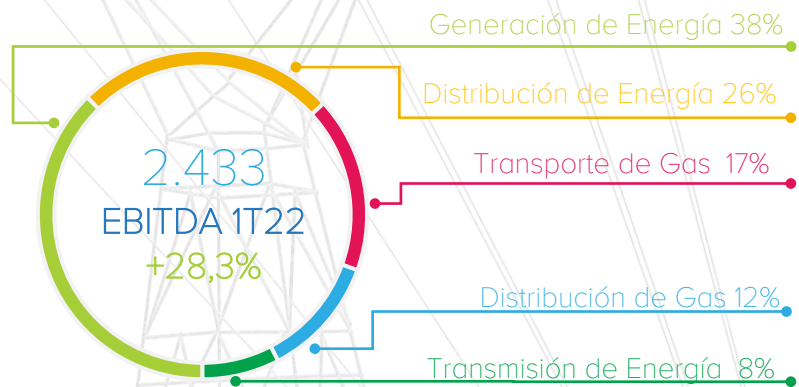 Generación de Energía 38%
Distribución de Energía 26%
Transporte de Gas 17%
2.433
EBITDA 1T22
+28,3%
Distribución de Gas 12%
Transmisión de Energía 8%